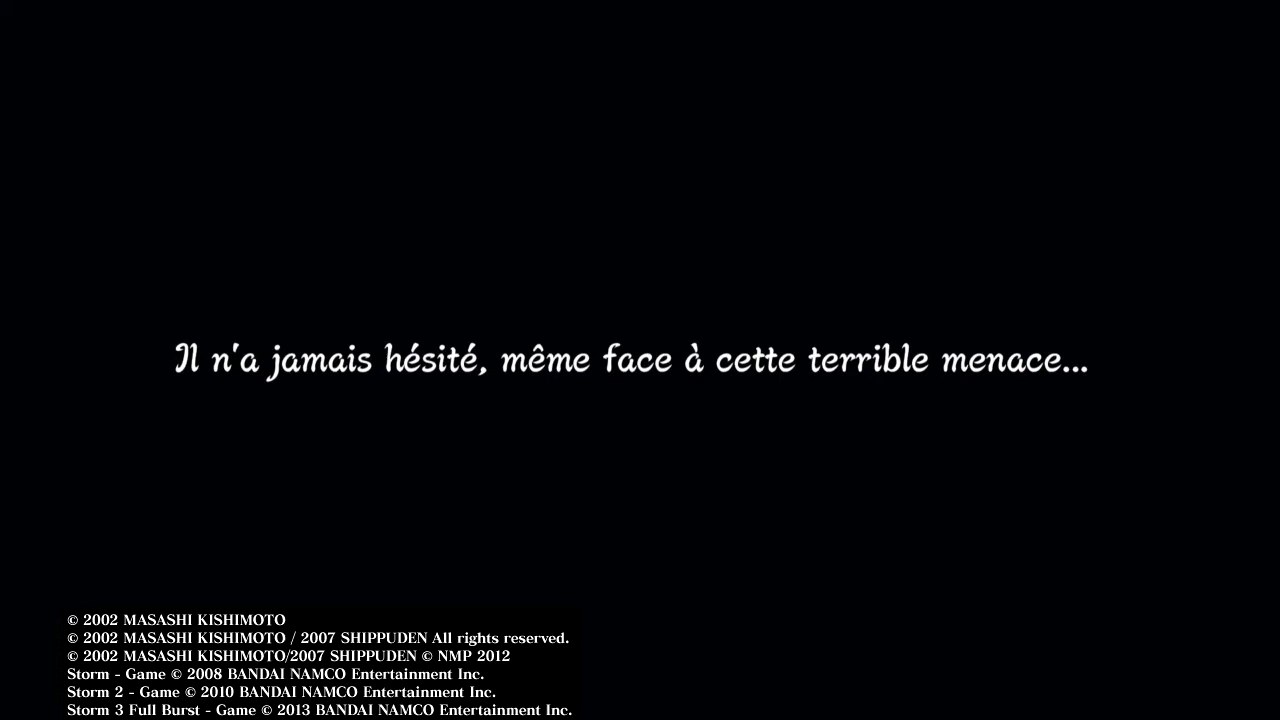 Il n'a jamais hésité, même face à cette terrible menace...
© 2002 MASASHI KISHIMOTO
© 2002 MASASHI KISHIMOTO / 2007 SHIPPUDEN All rights reserved.
© 2002 MASASHI KISHIMOTO/2007 SHIPPUDEN © NMP 2012
Storm - Game © 2008 BANDAI NAMCO Entertainment Inc.
Storm 2 - Game © 2010 BANDAI NAMCO Entertainment Inc.
Storm 3 Full Burst - Game © 2013 BANDAI NAMCO Entertainment Inc.